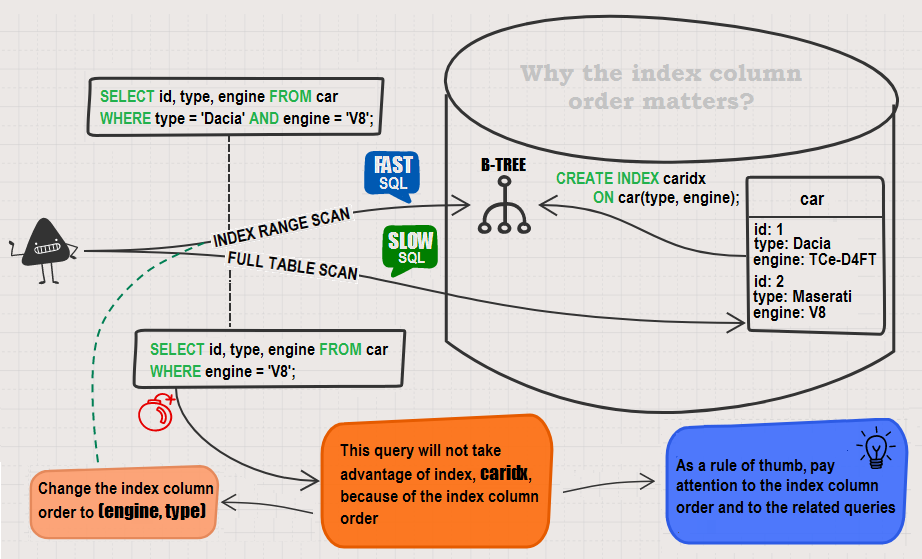 Why the index column
order matters?
SELECT id, type, engine FROM car
WHERE type = 'Dacia' AND engine = 'V8';
FAST
SQL
B-TREE
CREATE INDEX caridx
ON car(type, engine);
car
id: 1
type: Dacia
engine: TCe-D4FT
id: 2
type: Maserati
engine: V8
INDEX RANGE SCAN
SLOW
SQL
FULL TABLE SCAN
SELECT id, type, engine FROM car
WHERE engine = 'V8';
This query will not take
advantage of index, caridx,
because of the index column
order
Change the index column
order to (engine, type)
As a rule of thumb, pay
attention to the index column
order and to the related queries